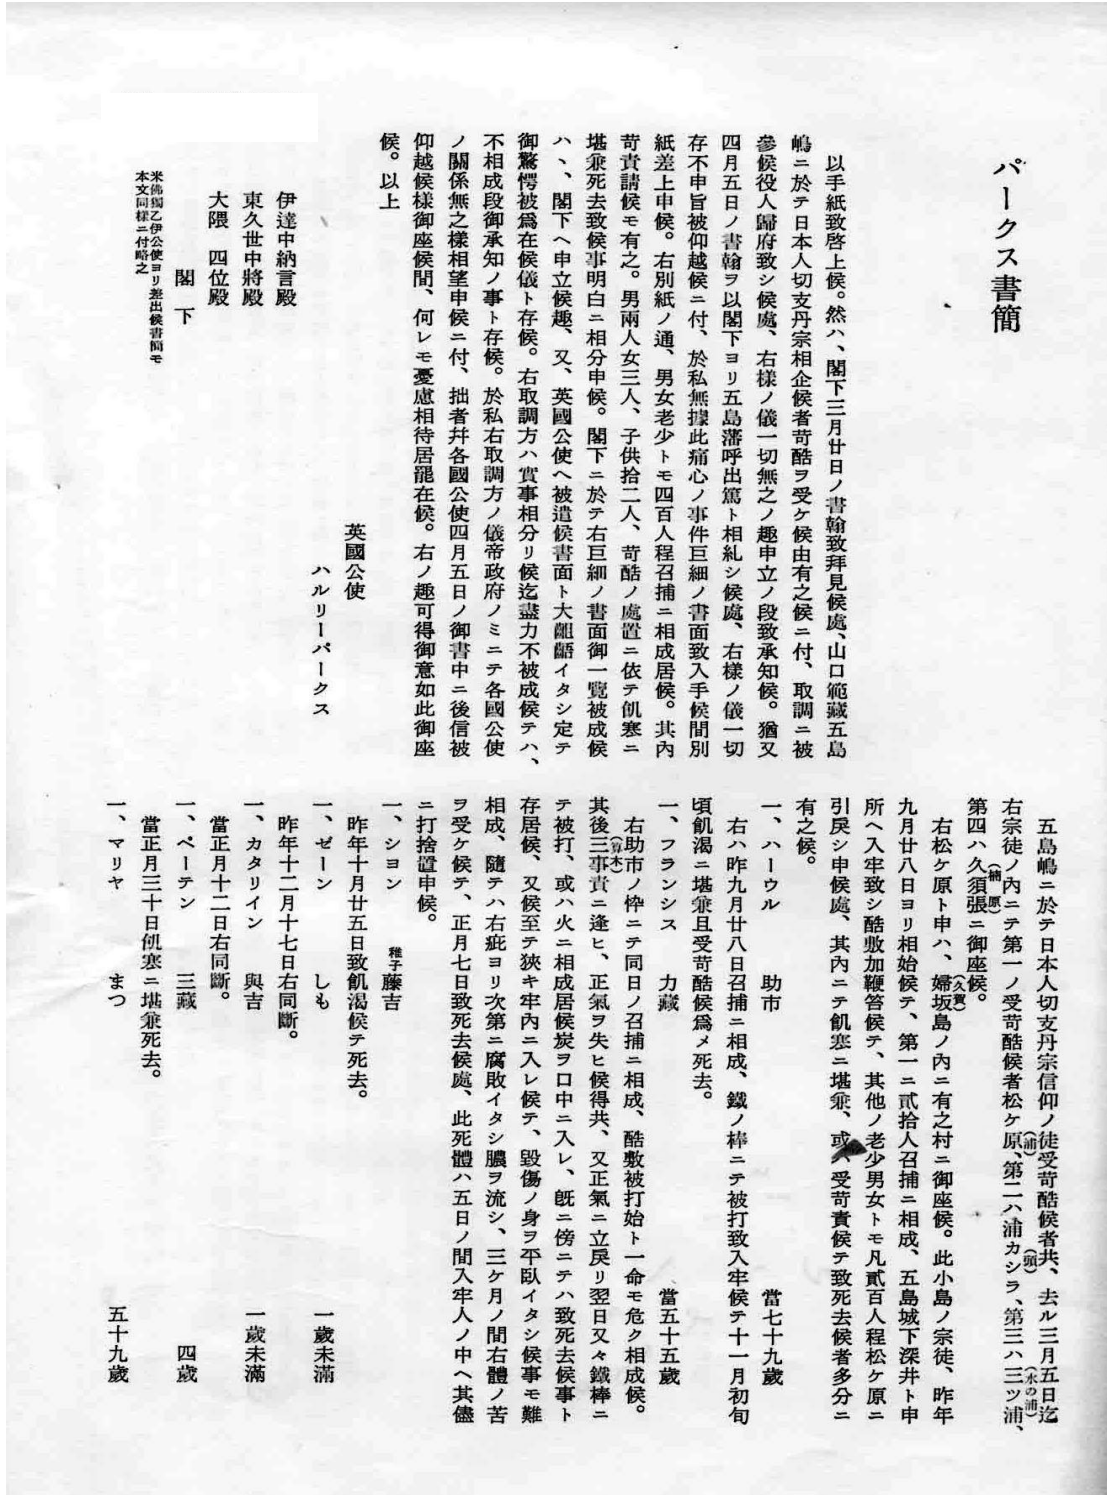 パークス書簡
以手紙致啓上候。然ハ、閣下三月廿日ノ書翰致拜見候處、山口範藏五島
嶋ニ於テ日本人切支丹宗相企候者苛酷ヲ受ケ候由有之候ニ付、取調ニ被
參候役人歸府致シ候處、右樣ノ儀一切無之ノ趣申立ノ段致承知候。猶又
四月五日ノ書翰ヲ以閣下ヨリ五島藩呼出篤ト相糺シ候處、右樣ノ儀一切
存不申旨被仰越候ニ付、於私無據此痛心ノ事件巨細ノ書面致入手候間別
紙差上申候。右別紙ノ通、男女老少トモ四百人程召捕ニ相成居候。其內
苛責請候モ有之。男兩人女三人、子供拾二人、苛酷ノ處置ニ依テ飢寒ニ
堪兼死去致候事明白ニ相分申候。閣下ニ於テ右巨細ノ書面御一覽被成候
ハヽ、閣下ヘ申立候趣、又、英國公使ヘ被遣候書面ト大齟齬イタシ定テ
御驚愕被爲在候儀ト存候。右取調方ハ實事相分リ候迄盡力不被成候テハ、
不相成段御承知ノ事ト存候。於私右取調方ノ儀帝政府ノミニテ各國公使
ノ關係無之樣相望申候ニ付、拙者幷各國公使四月五日ノ御書中ニ後信被
仰越候樣御座候間、何レモ憂慮相待居罷在候。右ノ趣可得御意如此御座
候。以上
英國公使
ハルリーパークス
伊達中納言殿
東久世中將殿
大隈 四位殿
閣下
米佛獨乙伊公使ヨリ差出候書簡モ
本文同樣ニ付略之
五島嶋ニ於テ日本人切支丹宗信仰ノ徒受苛酷候者共、去ル三月五日迄
右宗徒ノ內ニテ第一ノ受苛酷候者松ケ原(浦)、第二ハ浦カシラ(頭)、第三ハ三ツ浦(水の浦)、
第四ハ久須張(楠原)ニ御座候。
右松ケ原ト申ハ、婦坂島(久賀)ノ內ニ有之村ニ御座候。此小島ノ宗徒、昨年
九月廿八日ヨリ相始候テ、第一ニ貳拾人召捕ニ相成、五島城下深井ト申
所ヘ入牢致シ酷敷加鞭笞候テ、其他ノ老少男女トモ凡貳百人程松ケ原ニ
引戾シ申候處、其內ニテ飢寒ニ堪兼、或ハ受苛責候テ致死去候者多分ニ
有之候。
一、ハーウル 助市 當七十九歲
右ハ昨九月廿八日召捕ニ相成、鐵ノ棒ニテ被打致入牢候テ十一月初旬
頃飢渴ニ堪兼且受苛酷候爲メ死去。
一、フランシス 力藏 當五十五歲
右助市ノ忰ニテ同日ノ召捕ニ相成、酷敷被打始ト一命モ危ク相成候。
其後三事(算木)責ニ逢ヒ、正氣ヲ失ヒ候得共、又正氣ニ立戾リ翌日又々鐵棒ニ
テ被打、或ハ火ニ相成居候炭ヲ口中ニ入レ、旣ニ傍ニテハ致死去候事ト
存居候、又候至テ狹キ牢內ニ入レ候テ、毀傷ノ身ヲ平臥イタシ候事モ難
相成、隨テハ右疵ヨリ次第ニ腐敗イタシ膿ヲ流シ、三ケ月ノ間右體ノ苦
ヲ受ケ候テ、正月七日致死去候處、此死體ハ五日ノ間入牢人ノ中ヘ其儘
ニ打捨置申候。
一、シヨン 稚子藤吉
昨年十月廿五日致飢渴候テ死去。
一、ゼーン しも 一歲未滿
昨年十二月十七日右同斷。
一、カタリイン 與吉 一歲未滿
當正月十二日右同斷。
一、ペーテン 三藏 四歲
當正月三十日飢寒ニ堪兼死去。
一、マリヤ まつ 五十九歲